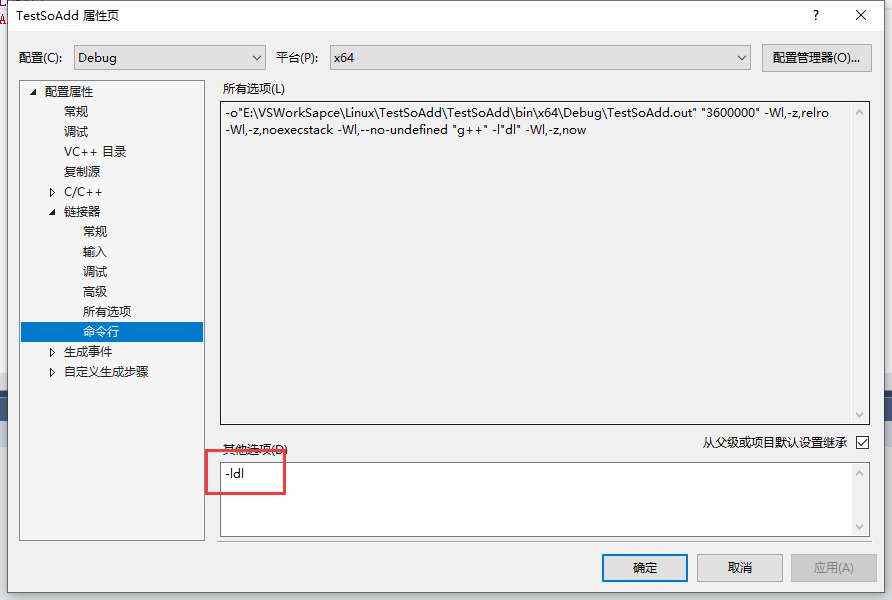 TestSoAdd 属性页
?
配置(C):
Debug
平台(P):
x64
配置管理器(O)...
配置属性
常规
调试
VC++ 目录
复制源
C/C++
链接器
常规
输入
调试
高级
所有选项
命令行
生成事件
自定义生成步骤
所有选项(L)
-o"E:\VSWorkSapce\Linux\TestSoAdd\TestSoAdd\bin\x64\Debug\TestSoAdd.out" "3600000" -Wl,-z,relro
-Wl,-z,noexecstack -Wl,--no-undefined "g++" -l"dl" -Wl,-z,now
从父级或项目默认设置继承
其他选项(D)
-ldl
确定
取消
应用(A)